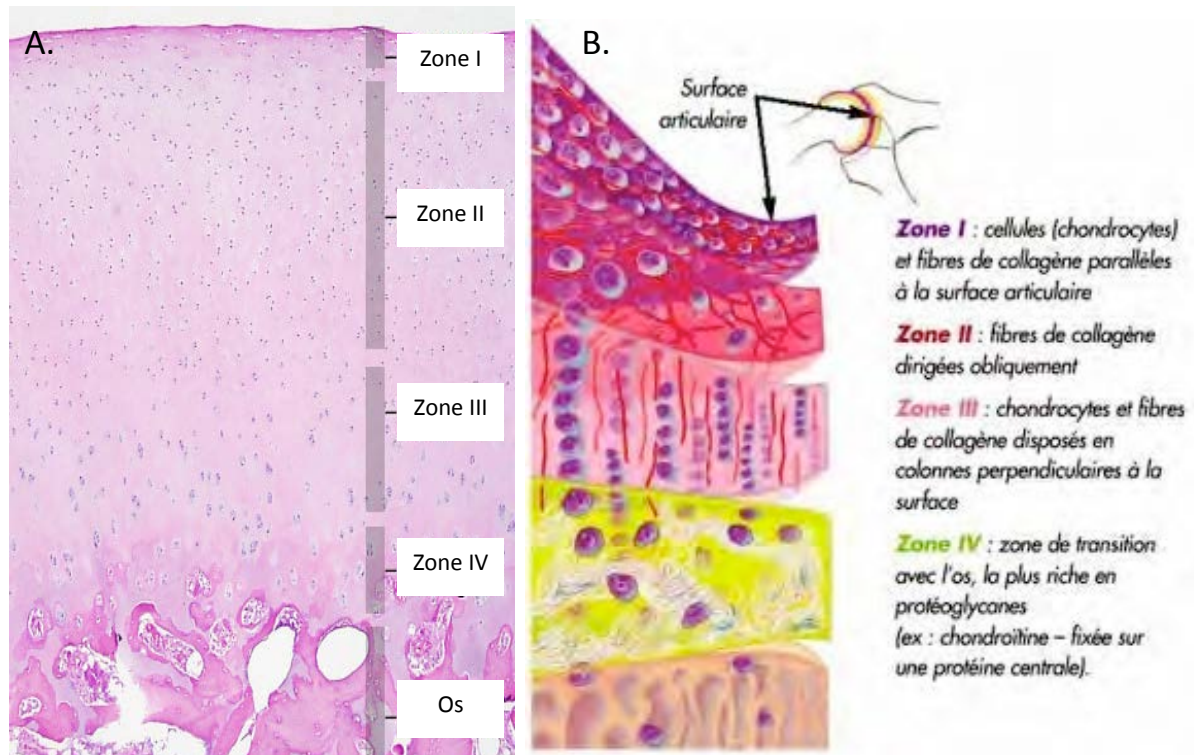 A.
Zone I
Zone II
Zone III
Zone IV
Os
B.
Surface
articulaire
Zone I : cellules (chondrocytes)
et fibres de collagène parallèles
à la surface articulaire
Zone II : fibres de collagène
dirigées obliquement
Zone III : chondrocytes et fibres
de collagène disposés en
colonnes perpendiculaires à la
surface
Zone IV : zone de transition
avec l'os, la plus riche en
protéoglycanes
(ex : chondroïtine – fixée sur
une protéine centrale).